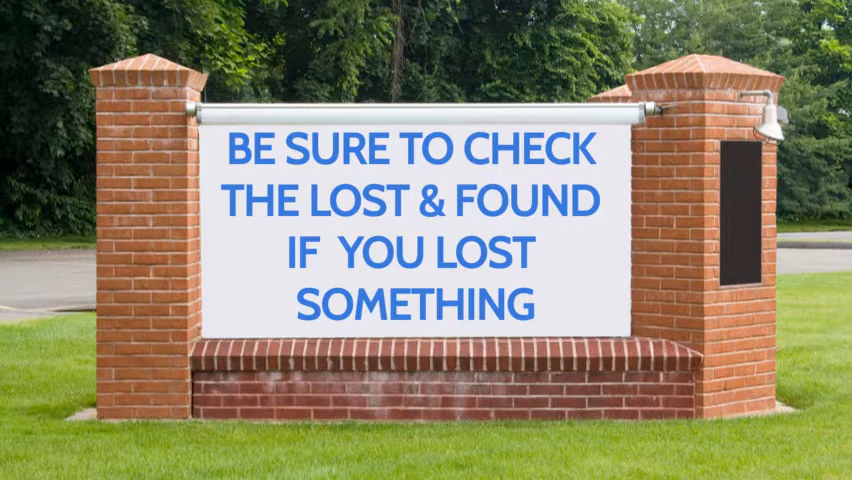 BE SURE TO CHECK
THE LOST & FOUND
IF  YOU LOST
SOMETHING